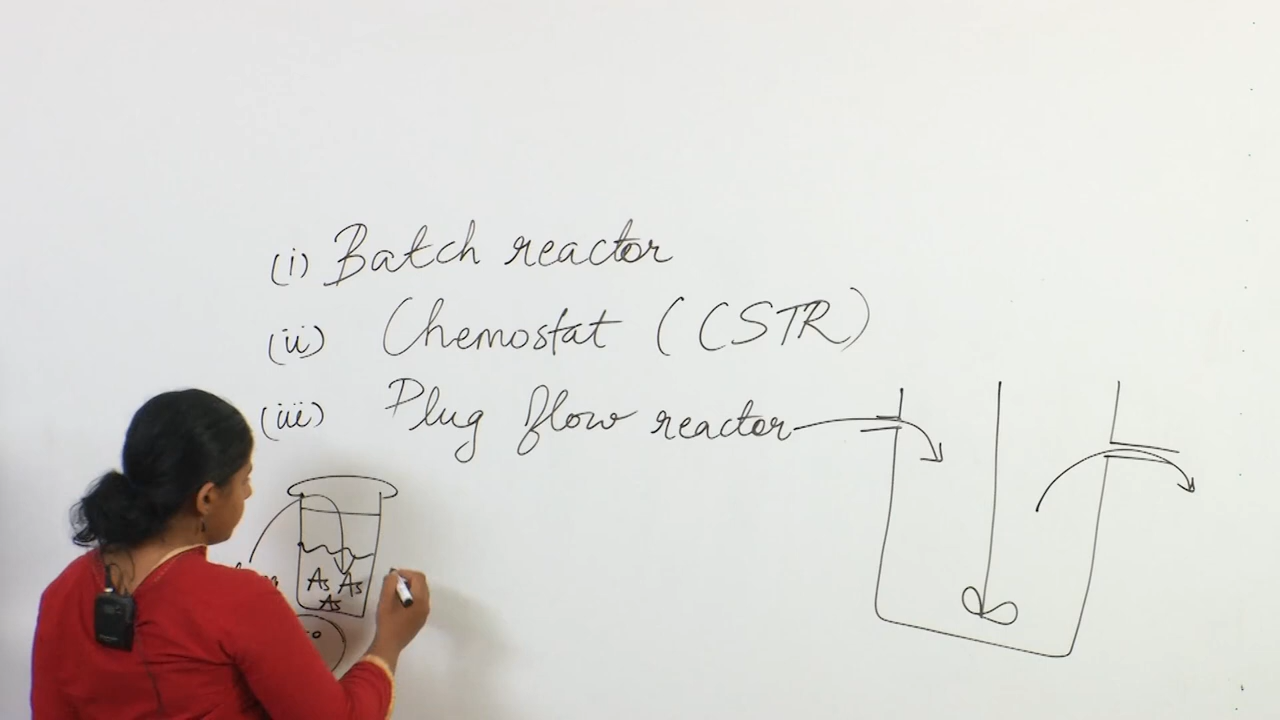 (i) Batch reactor
(ii) Chemostat (CSTR)
(iii) Plug flow reactor
As As
As